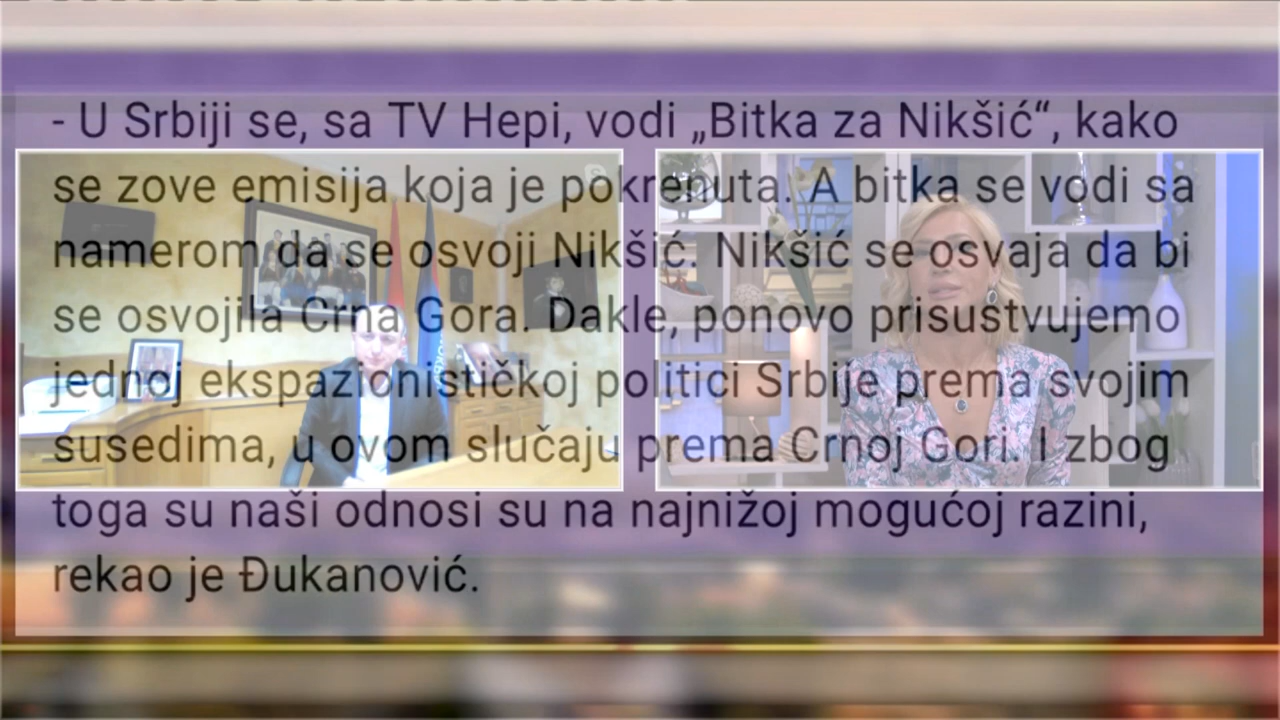 - U Srbiji se, sa TV Hepi, vodi „Bitka za Nikšić“, kako
se zove emisija koja je pokrenuta. A bitka se vodi sa
namerom da se osvoji Nikšić. Nikšić se osvaja da bi
se osvojila Crna Gora. Dakle, ponovo prisustvujemo
jednoj ekspazionističkoj politici Srbije prema svojim
susedima, u ovom slučaju prema Crnoj Gori. I zbog
toga su naši odnosi su na najnižoj mogućoj razini,
rekao je Đukanović.